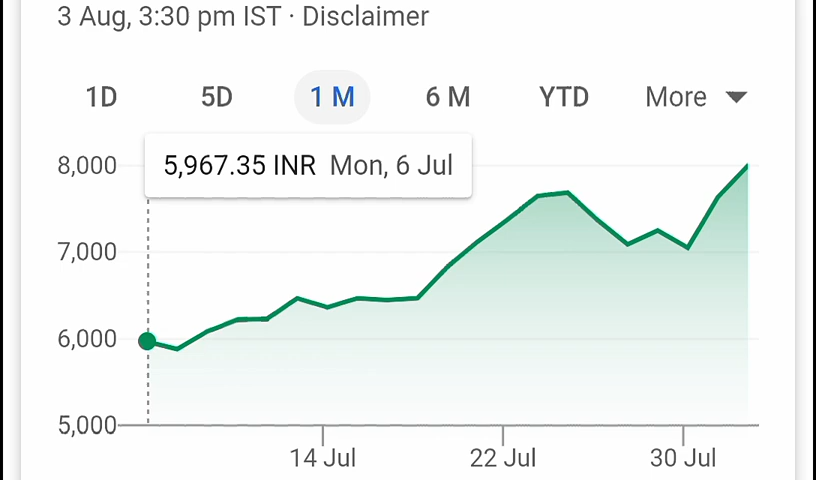 3 Aug, 3:30 pm IST · Disclaimer
1D 5D 1 M 6 M YTD More
5,967.35 INR Mon, 6 Jul
8,000
7,000
6,000
5,000
14 Jul 22 Jul 30 Jul